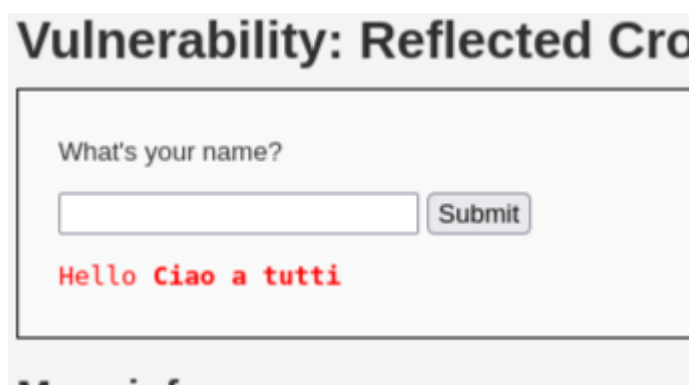 Vulnerability: Reflected Cro
What's your name?
Submit
Hello Ciao a tutti